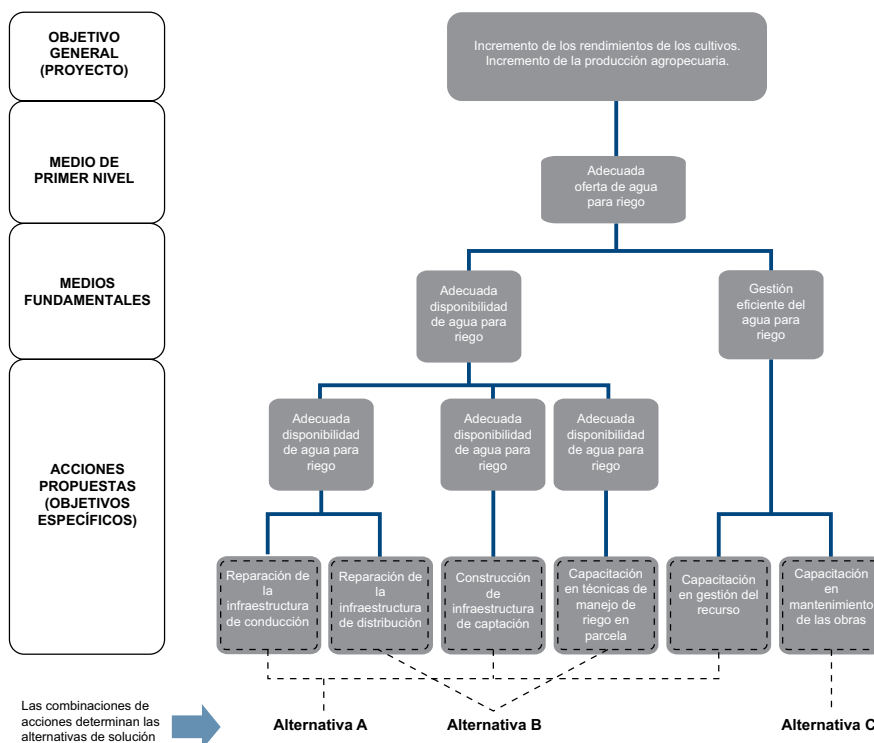 OBJETIVO
GENERAL
(PROYECTO)
Incremento de los rendimientos de los cultivos.
Incremento de la producción agropecuaria.
MEDIO DE
PRIMER NIVEL
Adecuada
oferta de agua
para riego
MEDIOS
FUNDAMENTALES
Adecuada
disponibilidad
de agua para
riego
Gestión
eficiente del
agua para
riego
ACCIONES
PROPUESTAS
(OBJETIVOS
ESPECÍFICOS)
Adecuada
disponibilidad
de agua para
riego
Adecuada
disponibilidad
de agua para
riego
Adecuada
disponibilidad
de agua para
riego
Reparación de
la
infraestructura
de conducción
Reparación de
la
infraestructura
de distribución
Construcción
de
infraestructura
de captación
Capacitación
en técnicas de
manejo de
riego en
parcela
Capacitación
en gestión del
recurso
Capacitación
en
mantenimiento
de las obras
Las combinaciones de
acciones determinan las
alternativas de solución
Alternativa A
Alternativa B
Alternativa C